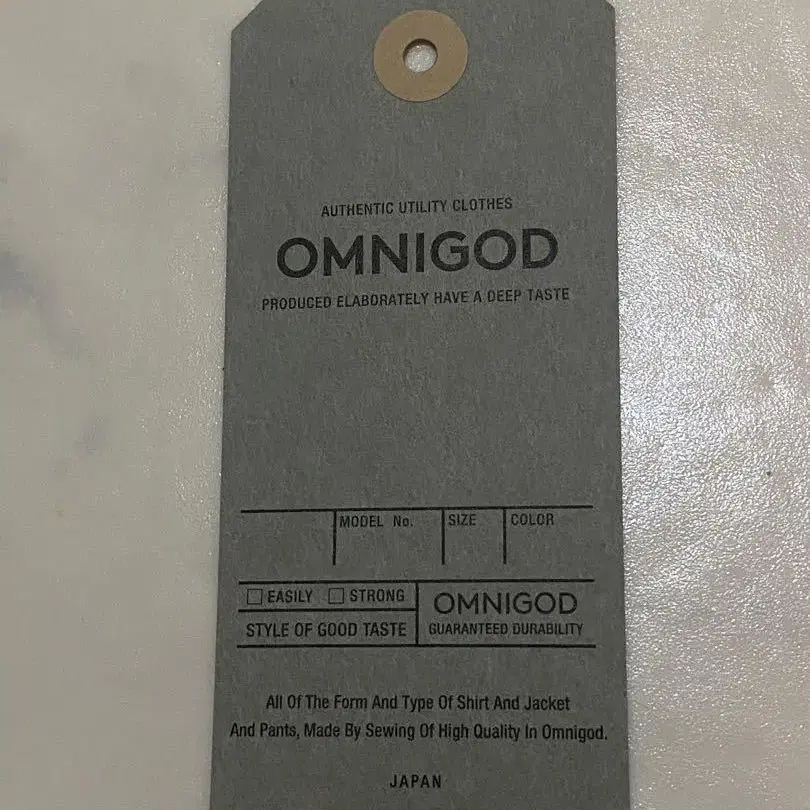 AUTHENTIC UTILITY CLOTHES
OMNIGOD
PRODUCED ELABORATELY HAVE A DEEP TASTE
MODEL No. SIZE COLOR
☐ EASILY ☐ STRONG
STYLE OF GOOD TASTE
OMNIGOD
GUARANTEED DURABILITY
All Of The Form And Type Of Shirt And Jacket
And Pants, Made By Sewing Of High Quality In Omnigod.
JAPAN